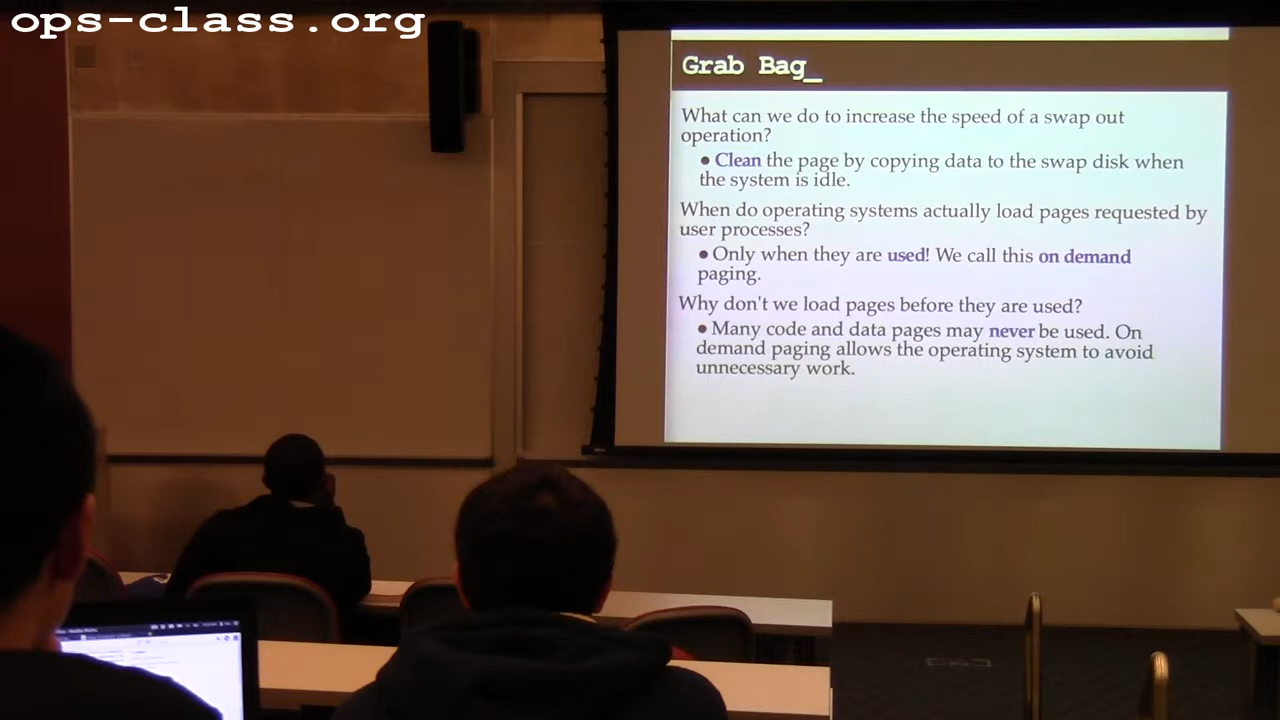 ops-class.org
Grab Bag_
What can we do to increase the speed of a swap out
operation?
● Clean the page by copying data to the swap disk when
the system is idle.
When do operating systems actually load pages requested by
user processes?
● Only when they are used! We call this on demand
paging.
Why don't we load pages before they are used?
● Many code and data pages may never be used. On
demand paging allows the operating system to avoid
unnecessary work.